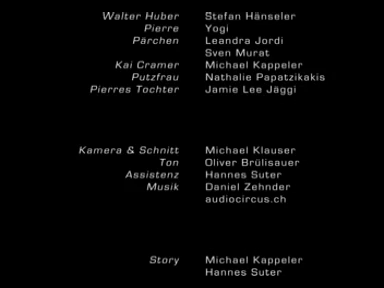 Walter Huber Stefan Hänseler
Pierre Yogi
Pärchen Leandra Jordi
Sven Murat
Kai Cramer Michael Kappeler
Putzfrau Nathalie Papatzikakis
Pierres Tochter Jamie Lee Jäggi
Kamera & Schnitt Michael Klauser
Ton Oliver Brülisauer
Assistenz Hannes Suter
Musik Daniel Zehnder
audiocircus.ch
Story Michael Kappeler
Hannes Suter